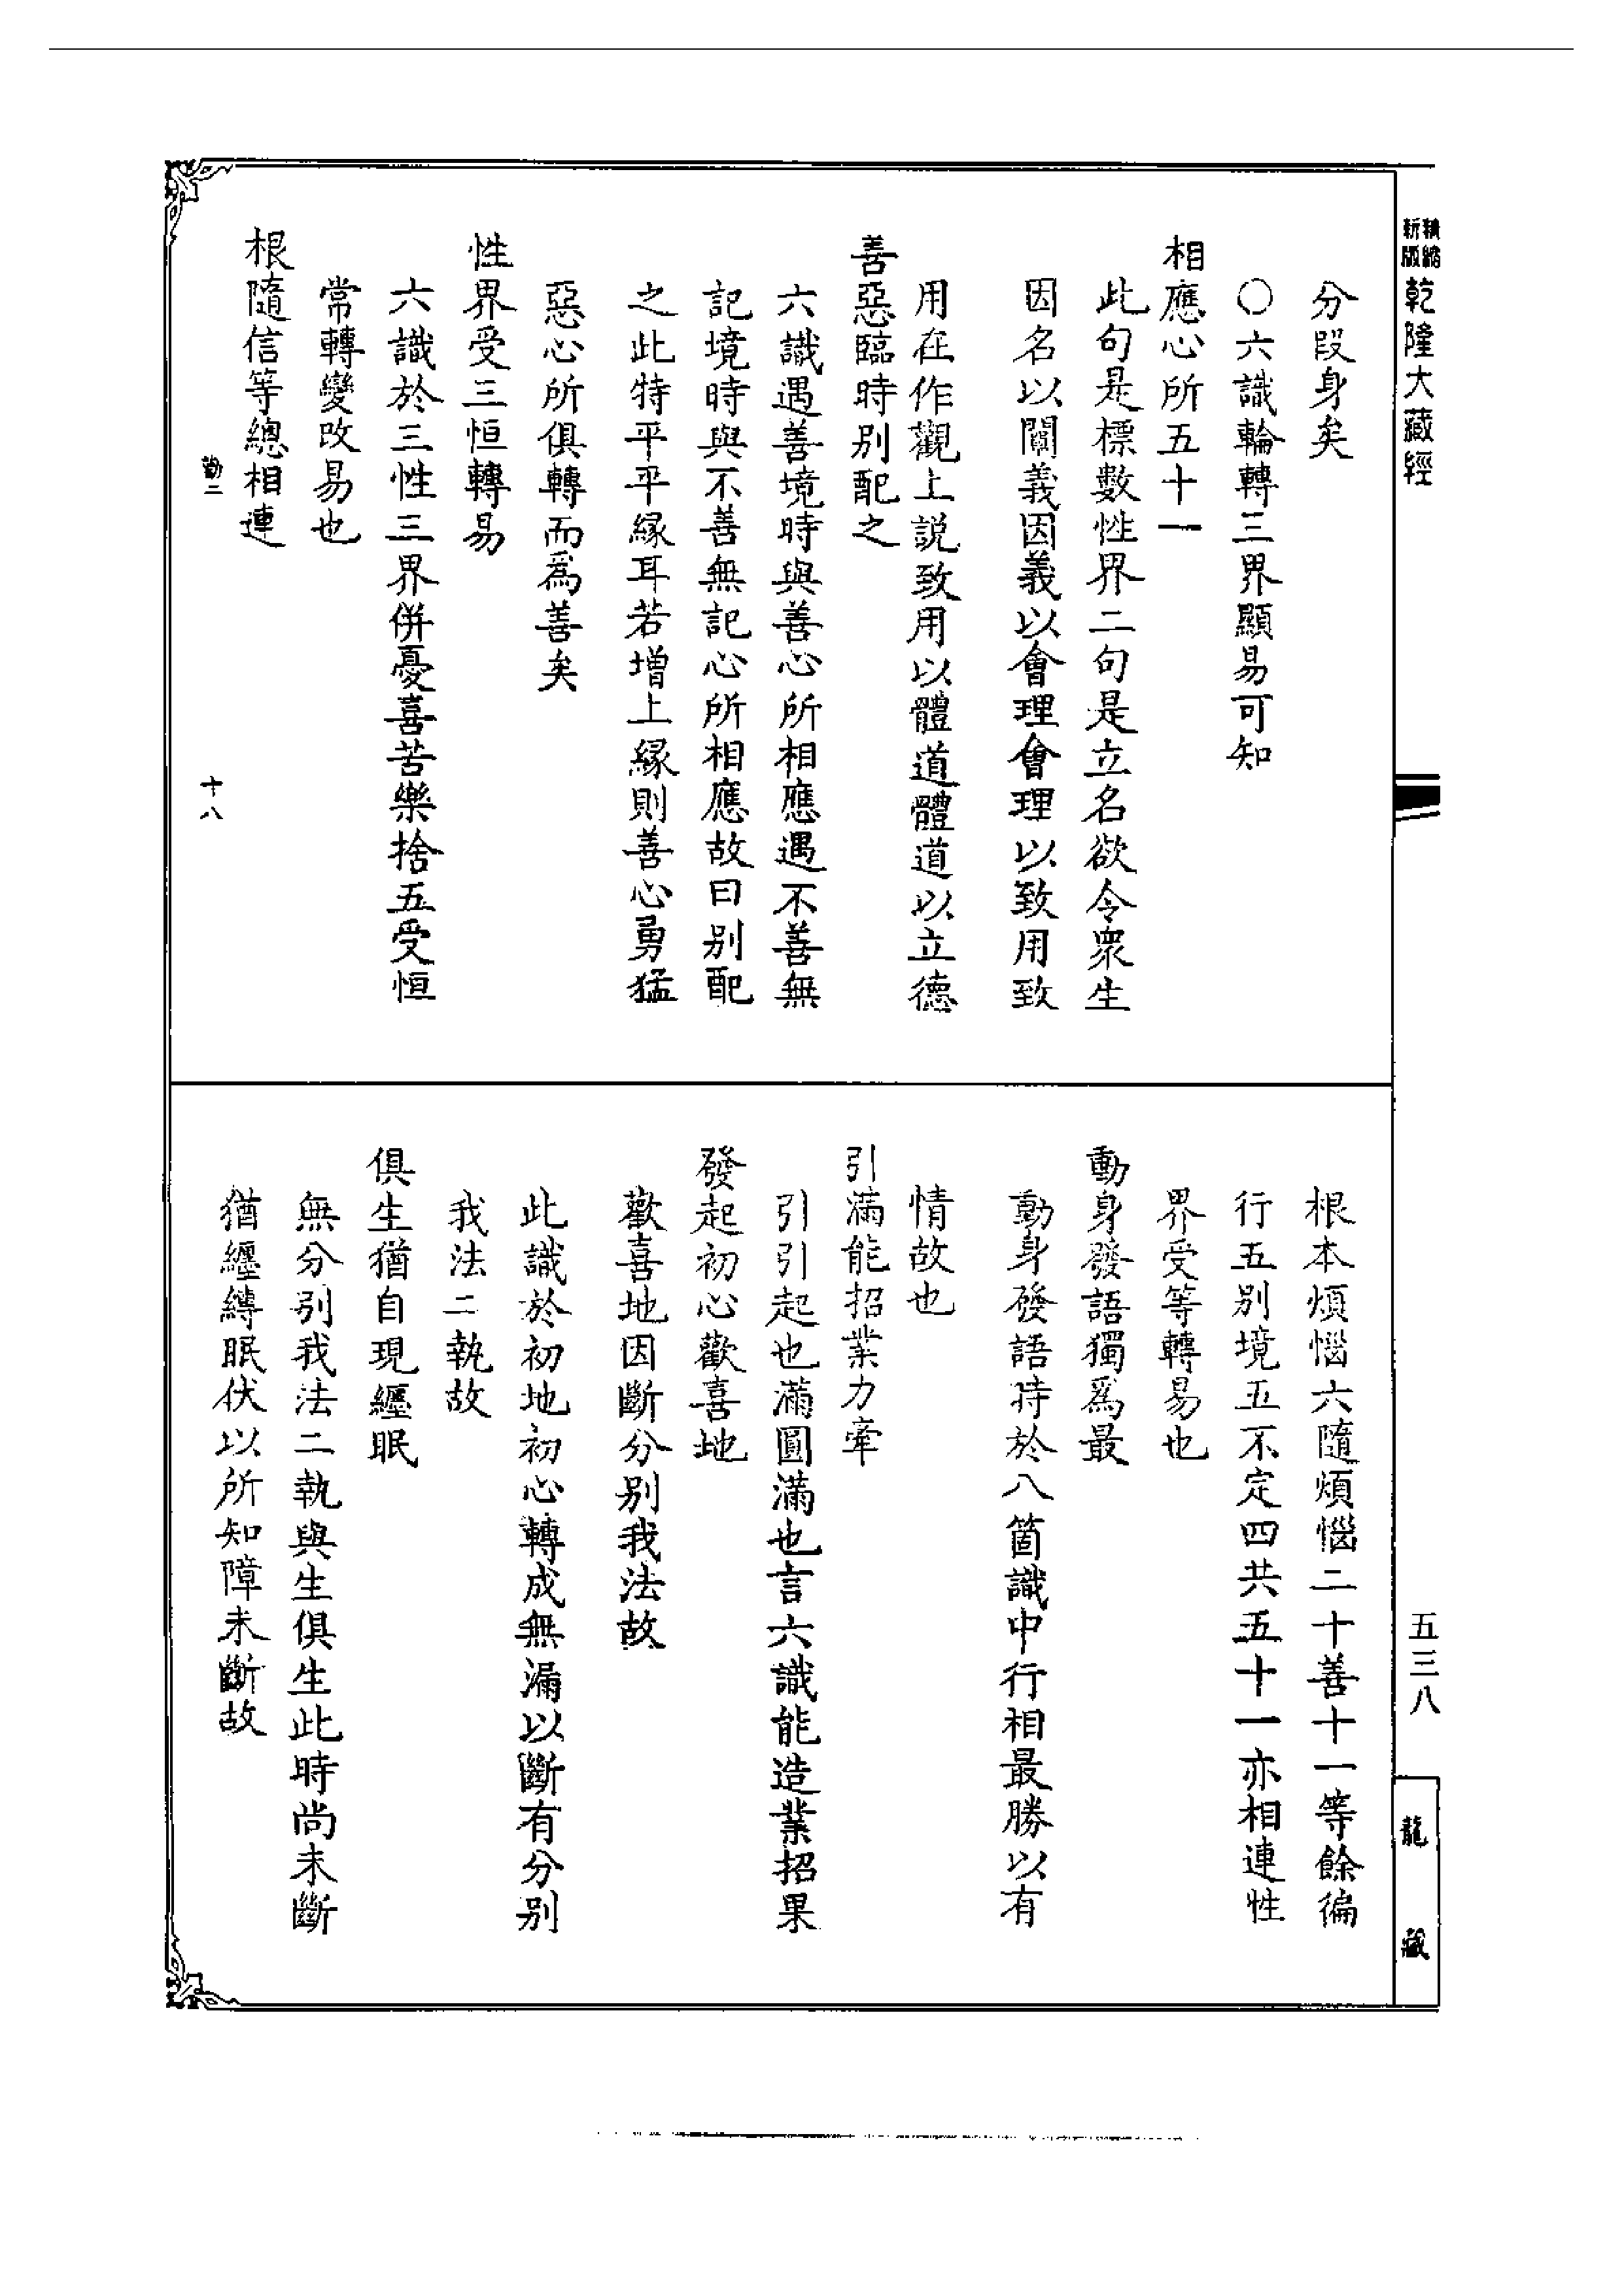 精縮
新版
乾隆大藏經
分段身矣
○六識輪轉三界顯易可知
相應心所五十一
此句是標數性界二句是立名欲令衆生
因名以闡義因義以會理會理以致用致
用在作觀上説致用以體道體道以立德
善惡臨時别配之
六識遇善境時與善心所相應遇不善無
記境時與不善無記心所相應故曰别配
之此特平平緣耳若增上緣則善心勇猛
惡心所俱轉而爲善矣
性界受三恒轉易
六識於三性三界併憂喜苦樂捨五受恒
常轉變改易也
根隨信等總相連
勤二
十八
根本煩惱六隨煩惱二十善十一等餘徧
行五别境五不定四共五十一亦相連性
界受等轉易也
動身發語獨爲最
動身發語時於八箇識中行相最勝以有
情故也
引滿能招業力牽
引引起也滿圓滿也言六識能造業招果
發起初心歡喜地
歡喜地因斷分别我法故
此識於初地初心轉成無漏以斷有分别
我法二執故
俱生猶自現纏眠
無分别我法二執與生俱生此時尚未斷
猶纏縛眠伏以所知障未斷故
五三八
龍
藏